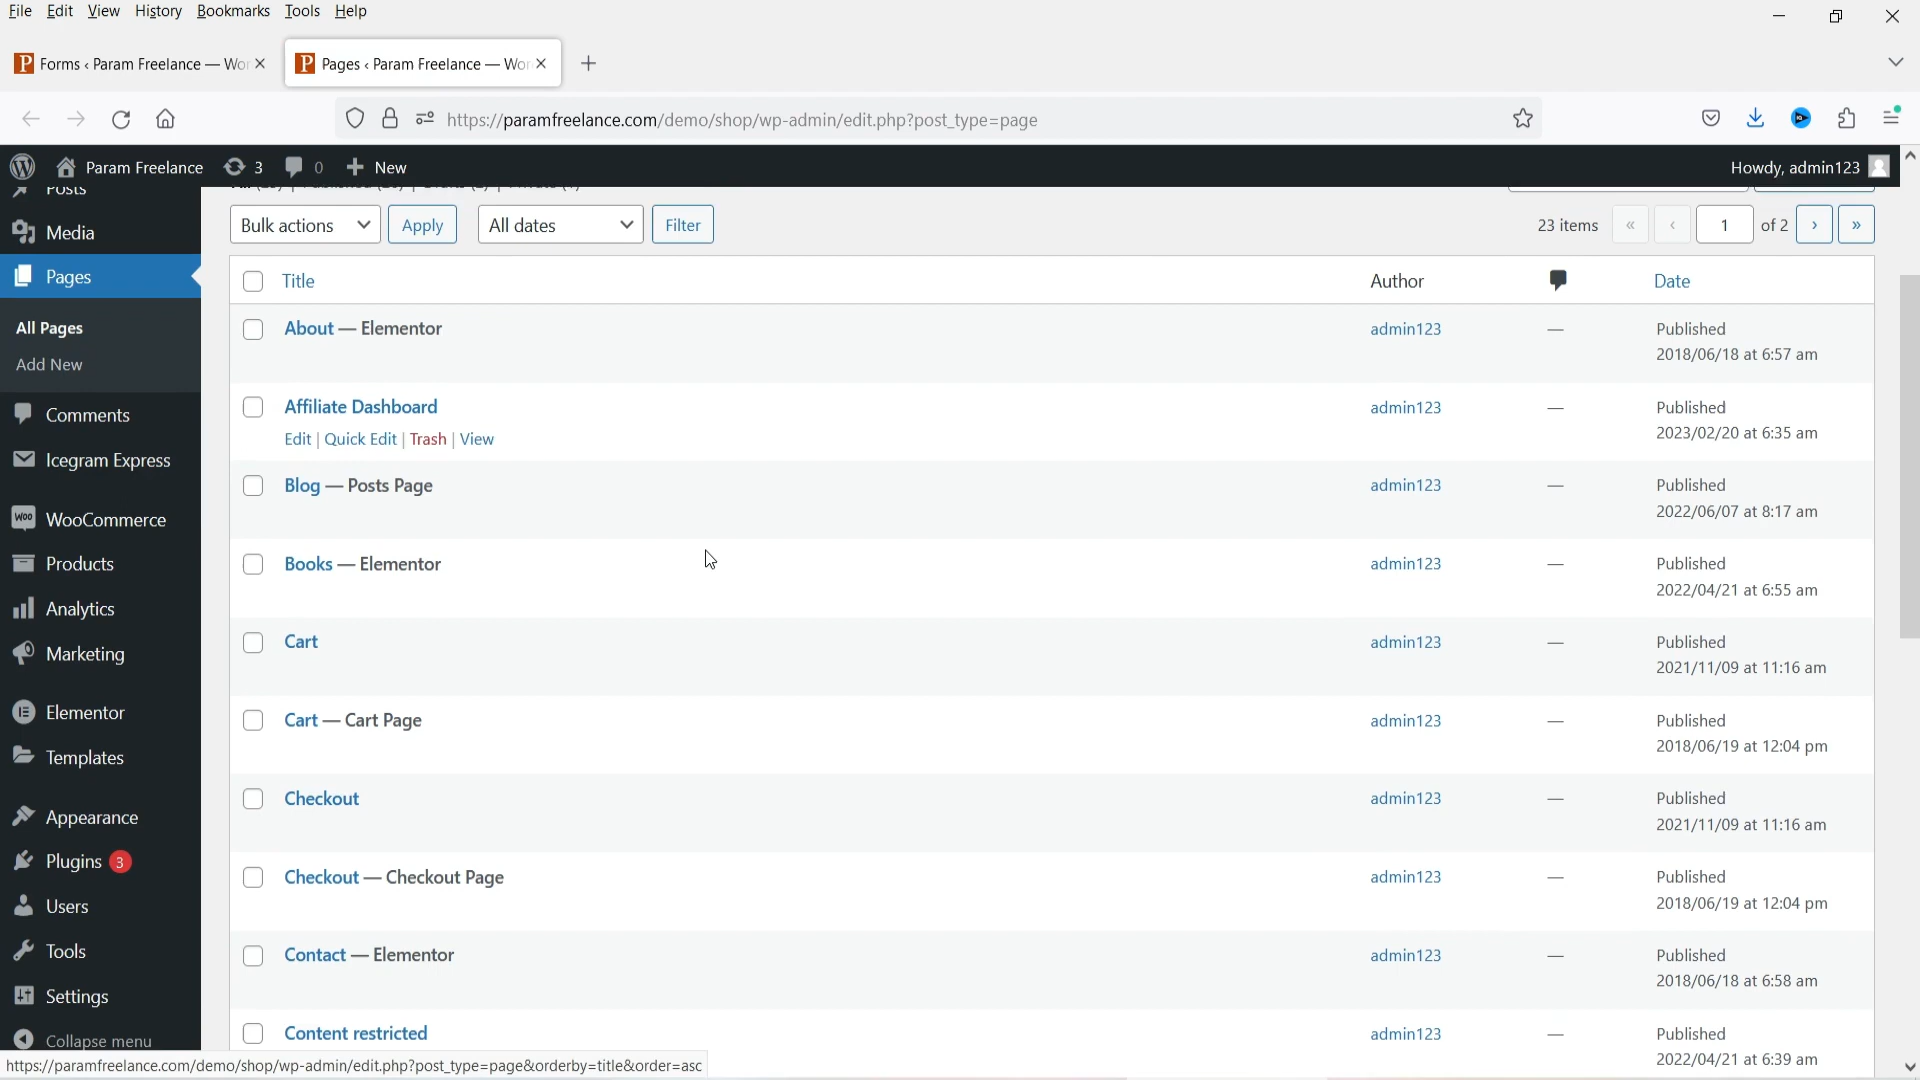 File Edit View History Bookmarks Tools Help
Forms ‹ Param Freelance — Wor
Pages ‹ Param Freelance — Wor
https://paramfreelance.com/demo/shop/wp-admin/edit.php?post_type=page
Param Freelance 3 0 + New Howdy, admin123
Posts
Media
Pages
All Pages
Add New
Comments
Icegram Express
WooCommerce
Products
Analytics
Marketing
Elementor
Templates
Appearance
Plugins 3
Users
Tools
Settings
Collapse menu
Bulk actions Apply All dates Filter 23 items « ‹ 1 of 2 › »
Title Author Date
About — Elementor admin123 — Published
2018/06/18 at 6:57 am
Affiliate Dashboard admin123 — Published
Edit | Quick Edit | Trash | View 2023/02/20 at 6:35 am
Blog — Posts Page admin123 — Published
2022/06/07 at 8:17 am
Books — Elementor admin123 — Published
2022/04/21 at 6:55 am
Cart admin123 — Published
2021/11/09 at 11:16 am
Cart — Cart Page admin123 — Published
2018/06/19 at 12:04 pm
Checkout admin123 — Published
2021/11/09 at 11:16 am
Checkout — Checkout Page admin123 — Published
2018/06/19 at 12:04 pm
Contact — Elementor admin123 — Published
2018/06/18 at 6:58 am
Content restricted admin123 — Published
2022/04/21 at 6:39 am
https://paramfreelance.com/demo/shop/wp-admin/edit.php?post_type=page&orderby=title&order=asc